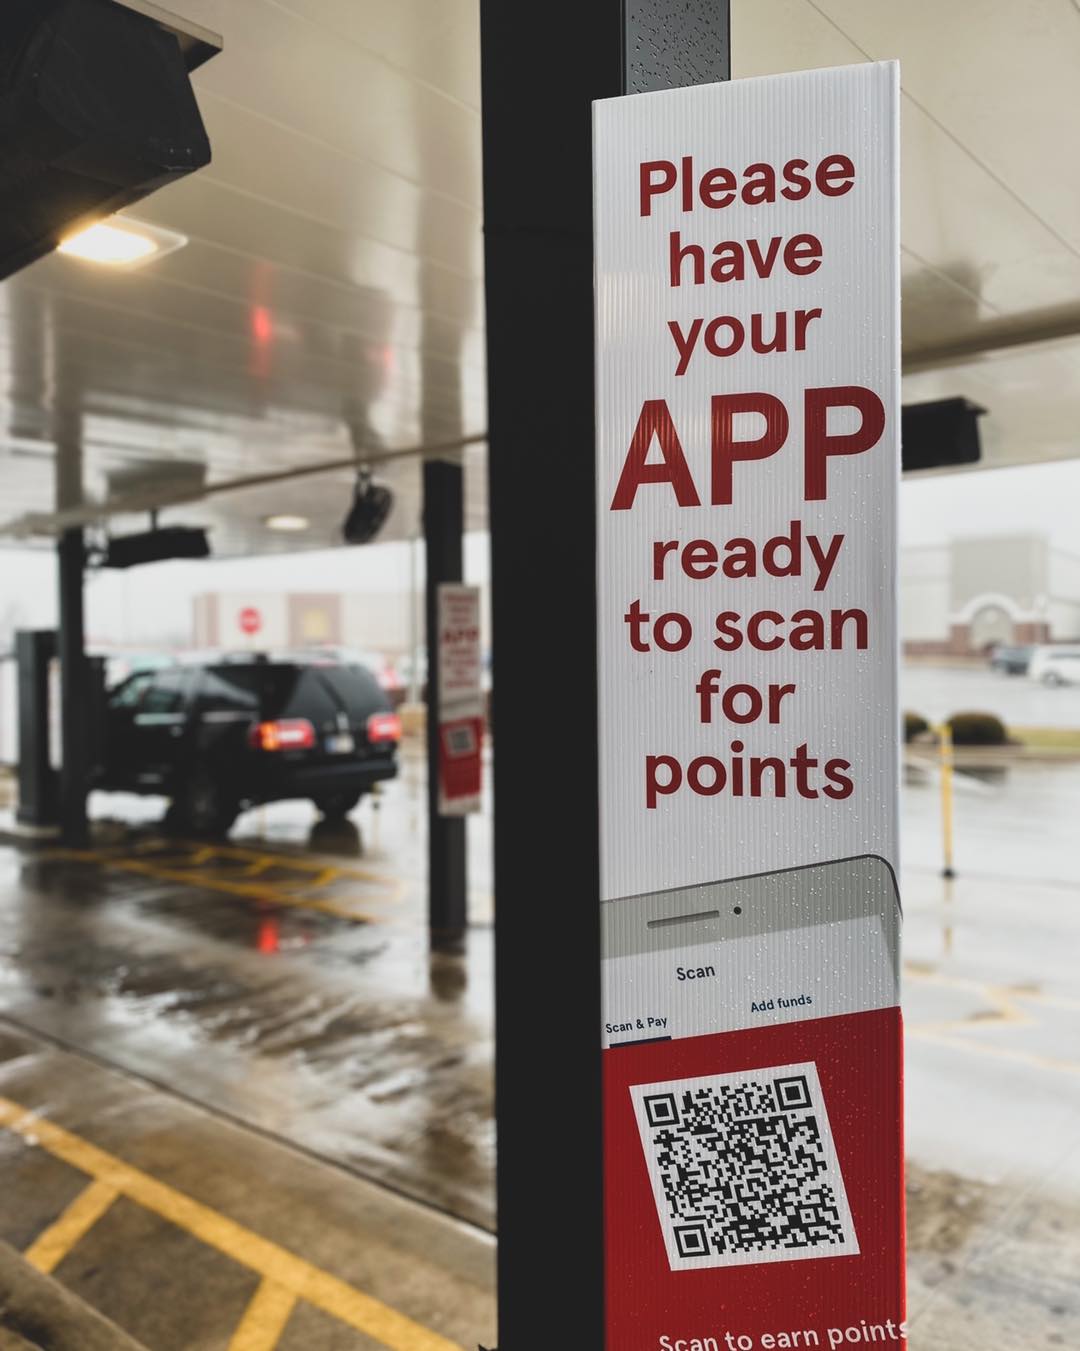 Please
have
your
APP
ready
to scan
for
points
Scan
Scan & Pay
Add funds
Scan to earn points